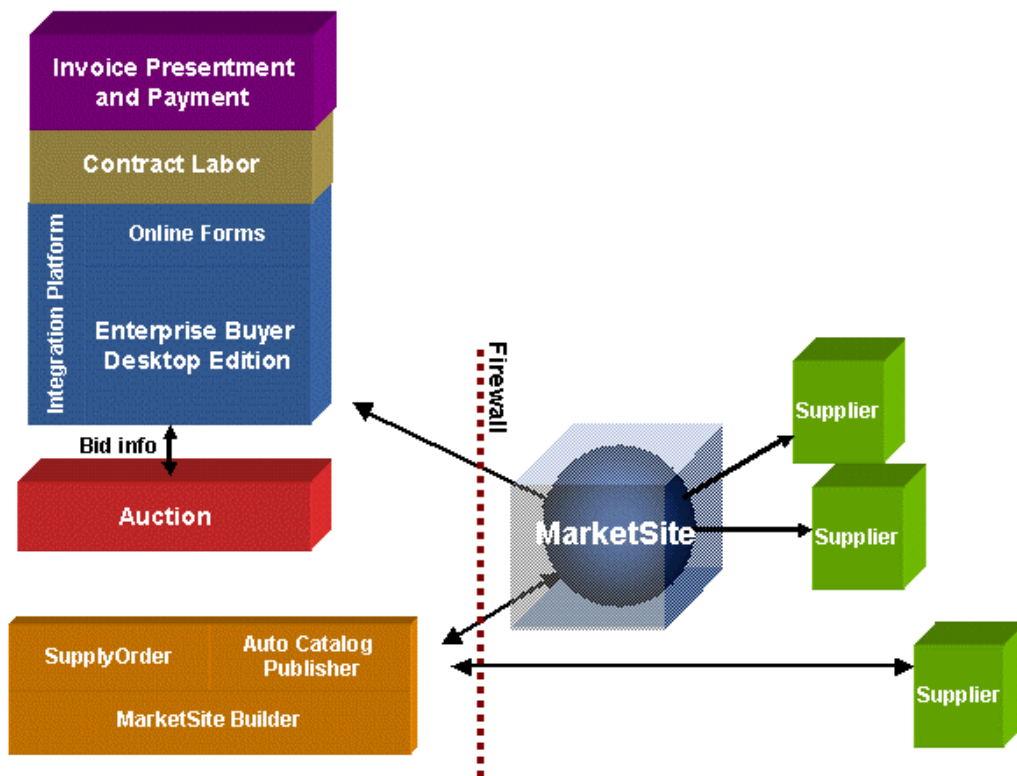 Invoice Presentment
and Payment
Contract Labor
Integration Platform
Online Forms
Enterprise Buyer
Desktop Edition
Bid info
Auction
Firewall
MarketSite
Supplier
Supplier
Supplier
SupplyOrder
Auto Catalog
Publisher
MarketSite Builder